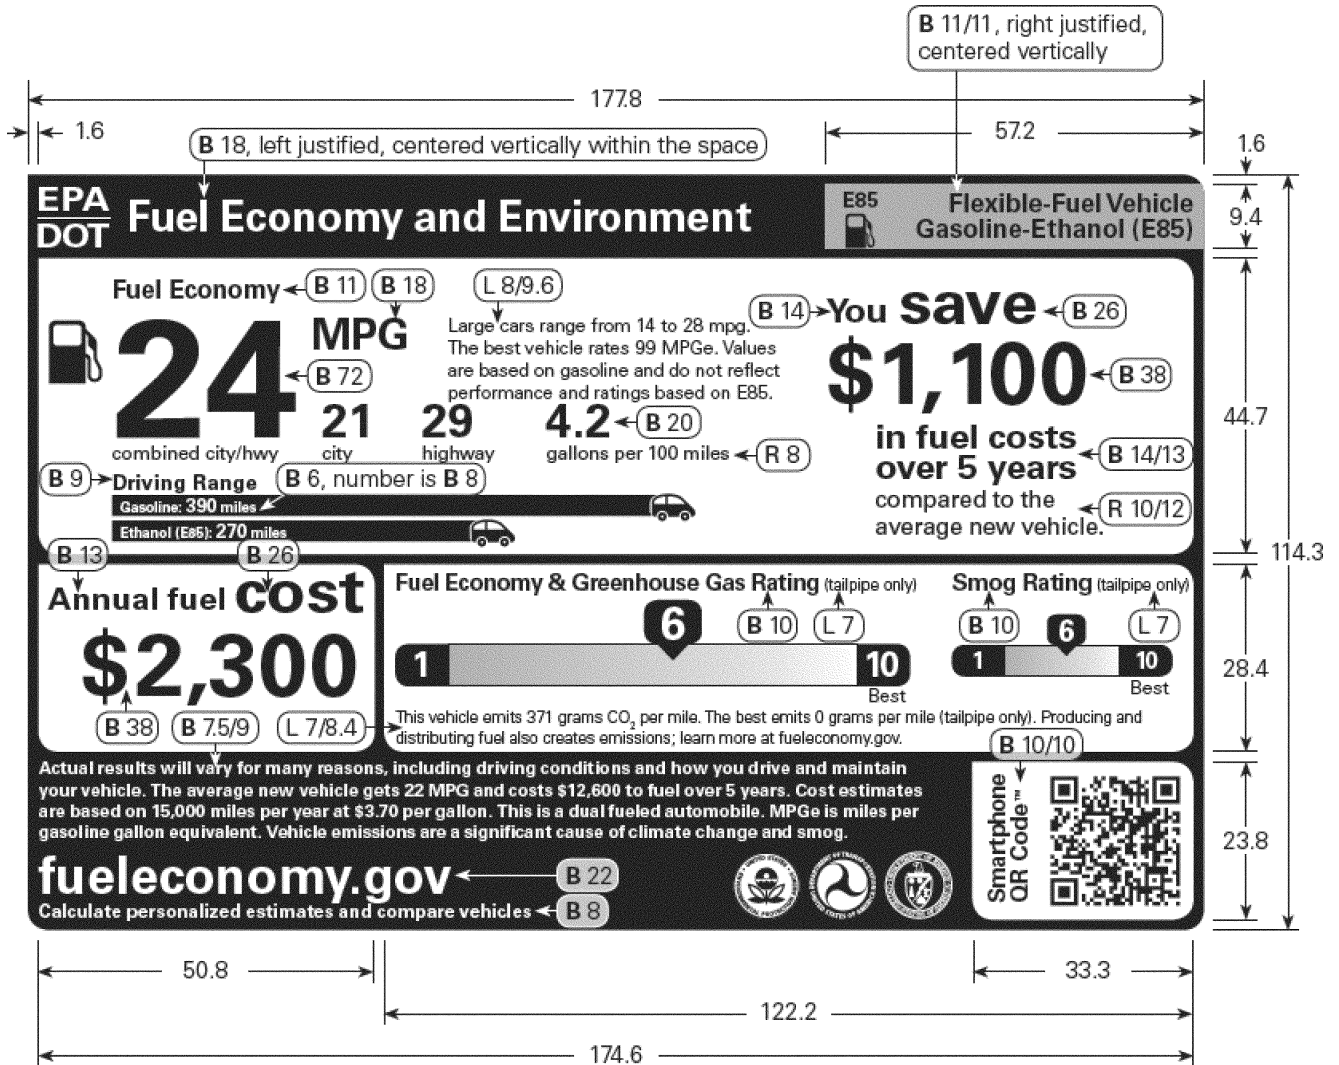 B 11/11, right justified,
centered vertically
177.8
1.6
57.2
B 18, left justified, centered vertically within the space
1.6
EPA
DOT
Fuel Economy and Environment
E85
Flexible-Fuel Vehicle
Gasoline-Ethanol (E85)
9.4
Fuel Economy
B 11
B 18
L 8/9.6
MPG
24
B 72
Large cars range from 14 to 28 mpg.
The best vehicle rates 99 MPGe. Values
are based on gasoline and do not reflect
performance and ratings based on E85.
B 14
You save
B 26
$1,100
B 38
21
29
4.2
B 20
combined city/hwy
city
highway
gallons per 100 miles
R 8
in fuel costs
over 5 years
B 14/13
compared to the
average new vehicle.
R 10/12
44.7
B 9
Driving Range
B 6, number is B 8
Gasoline: 390 miles
Ethanol (E85): 270 miles
114.3
B 13
B 26
Annual fuel cost
$2,300
B 38
B 7.5/9
L 7/8.4
Fuel Economy & Greenhouse Gas Rating (tailpipe only)
6
B 10
L 7
1
10
Best
Smog Rating (tailpipe only)
B 10
6
L 7
1
10
Best
28.4
This vehicle emits 371 grams CO2 per mile. The best emits 0 grams per mile (tailpipe only). Producing and
distributing fuel also creates emissions; learn more at fueleconomy.gov.
B 10/10
Actual results will vary for many reasons, including driving conditions and how you drive and maintain
your vehicle. The average new vehicle gets 22 MPG and costs $12,600 to fuel over 5 years. Cost estimates
are based on 15,000 miles per year at $3.70 per gallon. This is a dual fueled automobile. MPGe is miles per
gasoline gallon equivalent. Vehicle emissions are a significant cause of climate change and smog.
fueleconomy.gov
B 22
Calculate personalized estimates and compare vehicles
B 8
Smartphone
QR Code™
23.8
50.8
33.3
122.2
174.6